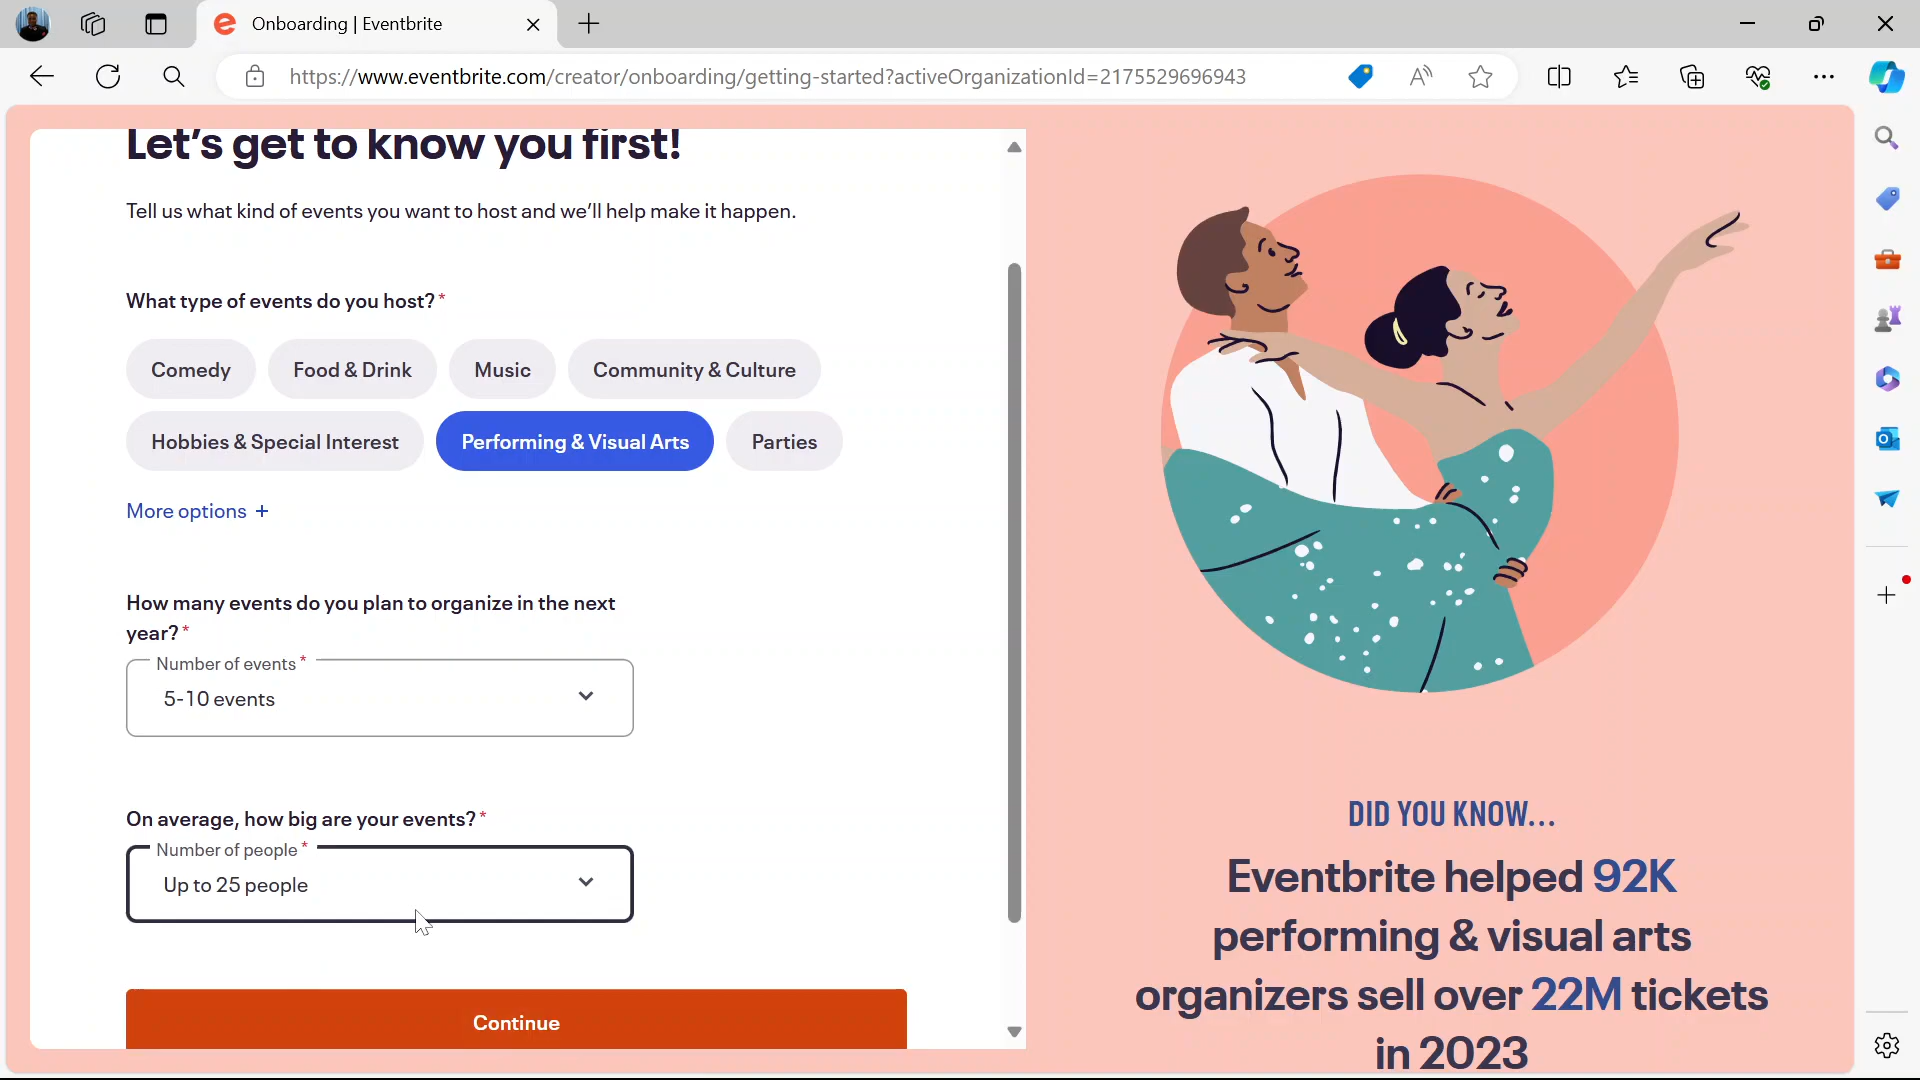 Onboarding | Eventbrite
https://www.eventbrite.com/creator/onboarding/getting-started?activeOrganizationId=2175529696943
Let's get to know you first!
Tell us what kind of events you want to host and we'll help make it happen.
What type of events do you host?*
Comedy
Food & Drink
Music
Community & Culture
Hobbies & Special Interest
Performing & Visual Arts
Parties
More options +
How many events do you plan to organize in the next
year?*
Number of events*
5-10 events
On average, how big are your events?*
Number of people*
Up to 25 people
Continue
DID YOU KNOW...
Eventbrite helped 92K
performing & visual arts
organizers sell over 22M tickets
in 2023